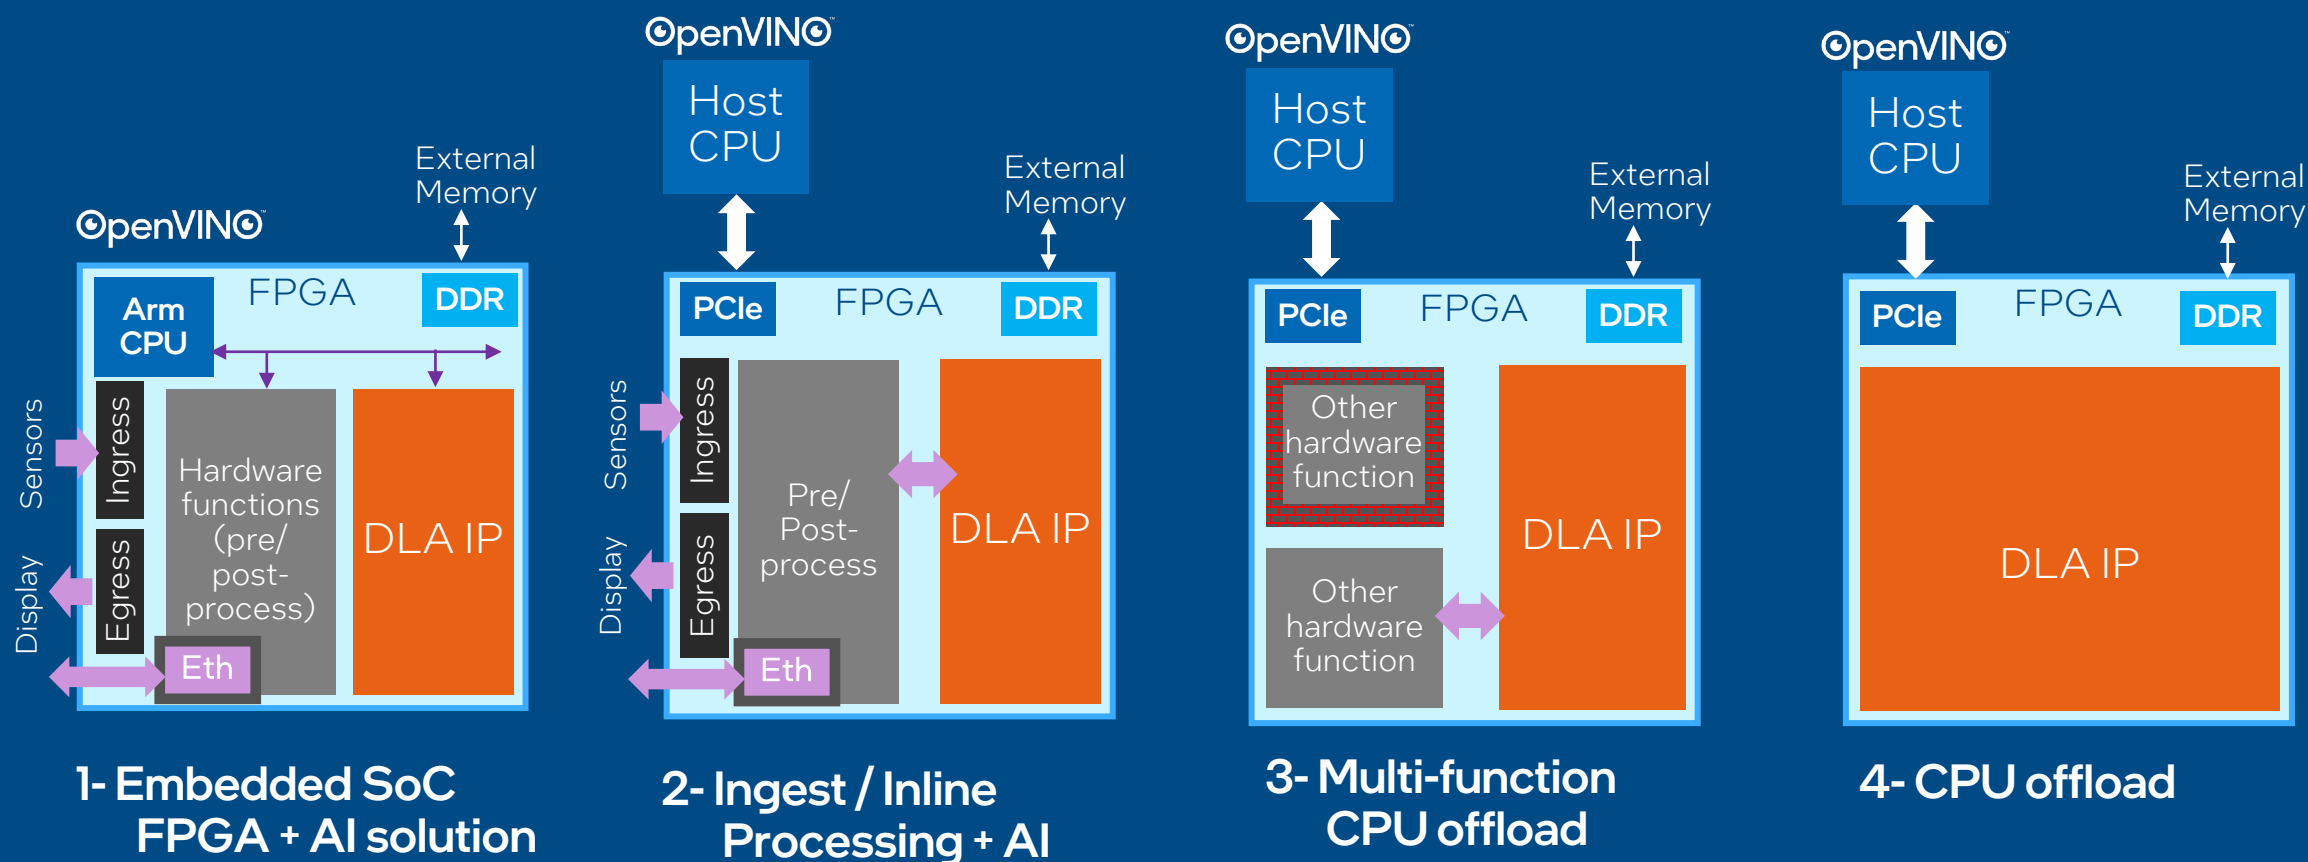 OpenVINO™
External
Memory
Arm
CPU
FPGA
DDR
Sensors
Ingress
Display
Egress
Hardware
functions
(pre/
post-
process)
DLA IP
Eth
1- Embedded SoC
FPGA + AI solution
OpenVINO™
Host
CPU
External
Memory
PCIe
FPGA
DDR
Sensors
Ingress
Display
Egress
Pre/
Post-
process
DLA IP
Eth
2- Ingest / Inline
Processing + AI
OpenVINO™
Host
CPU
External
Memory
PCIe
FPGA
DDR
Other
hardware
function
Other
hardware
function
DLA IP
3- Multi-function
CPU offload
OpenVINO™
Host
CPU
External
Memory
PCIe
FPGA
DDR
DLA IP
4- CPU offload